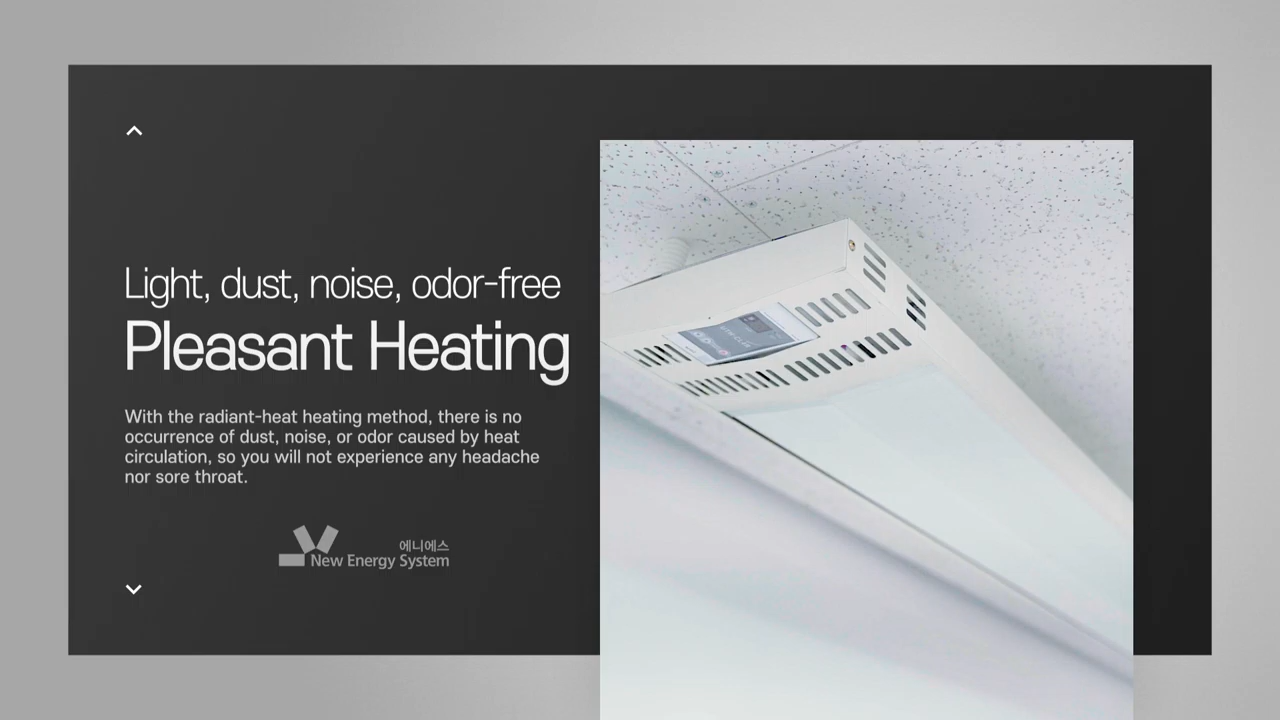 Light, dust, noise, odor-free
Pleasant Heating
With the radiant-heat heating method, there is no
occurrence of dust, noise, or odor caused by heat
circulation, so you will not experience any headache
nor sore throat.
에니에스
New Energy System